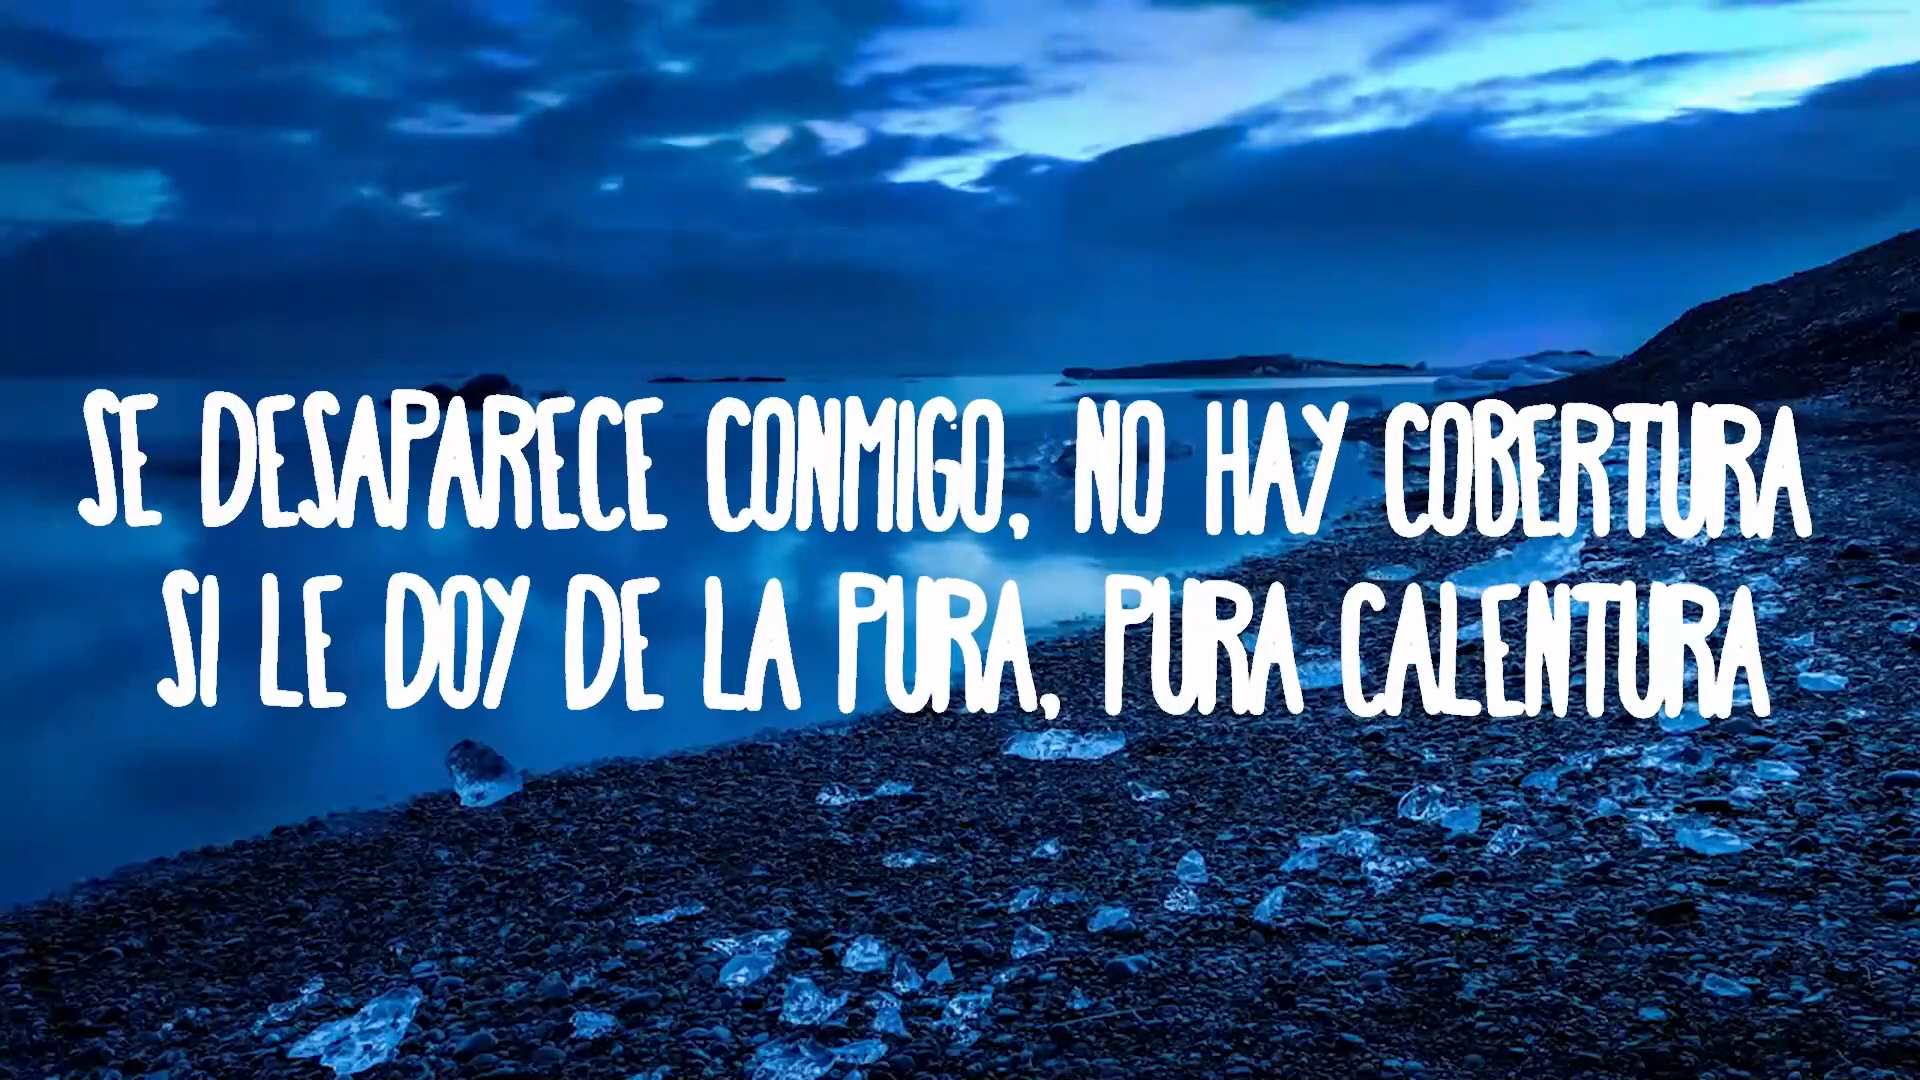 SE DESAPARECE CONMIGO, NO HAY COBERTURA
SI LE DOY DE LA PURA, PURA CALENTURA